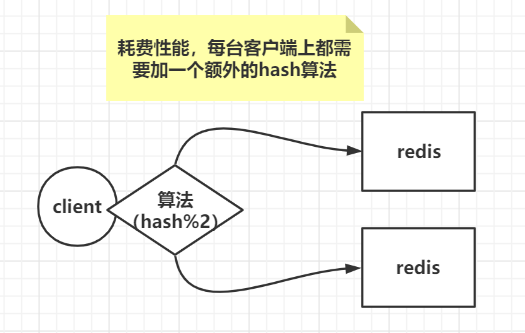 耗费性能，每台客户端上都需
要加一个额外的hash算法
client
算法
（hash%2）
redis
redis